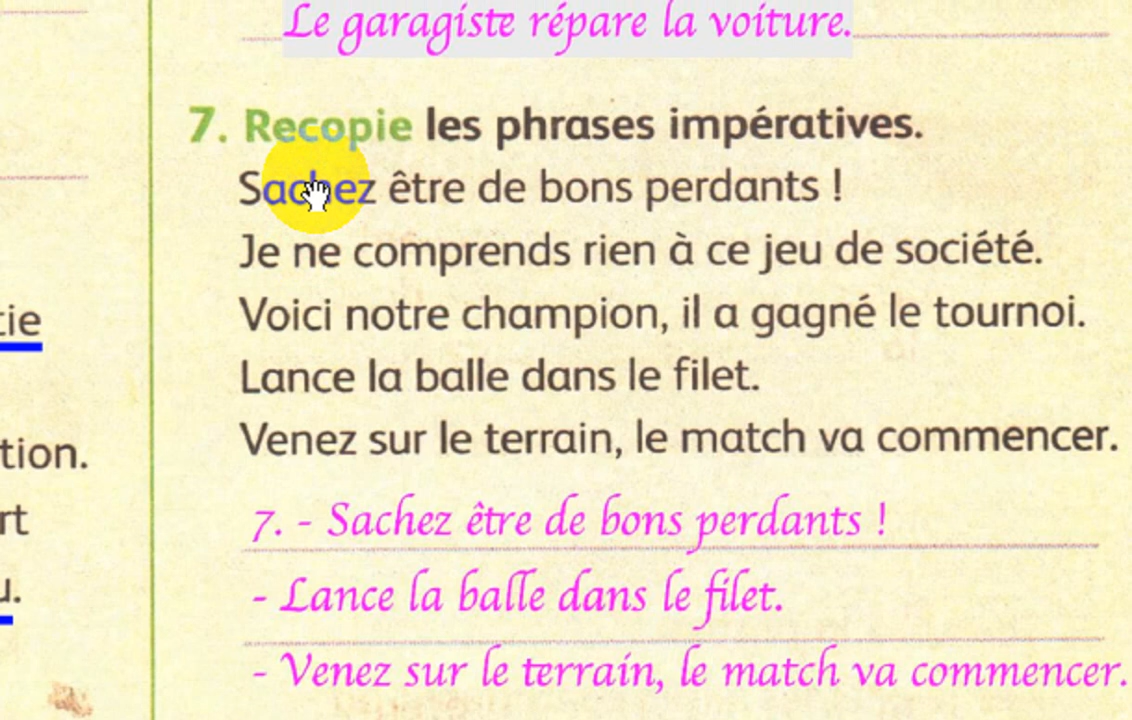 Le garagiste répare la voiture.
7. Recopie les phrases impératives.
Sachez être de bons perdants !
Je ne comprends rien à ce jeu de société.
Voici notre champion, il a gagné le tournoi.
Lance la balle dans le filet.
Venez sur le terrain, le match va commencer.
7. - Sachez être de bons perdants !
- Lance la balle dans le filet.
- Venez sur le terrain, le match va commencer.